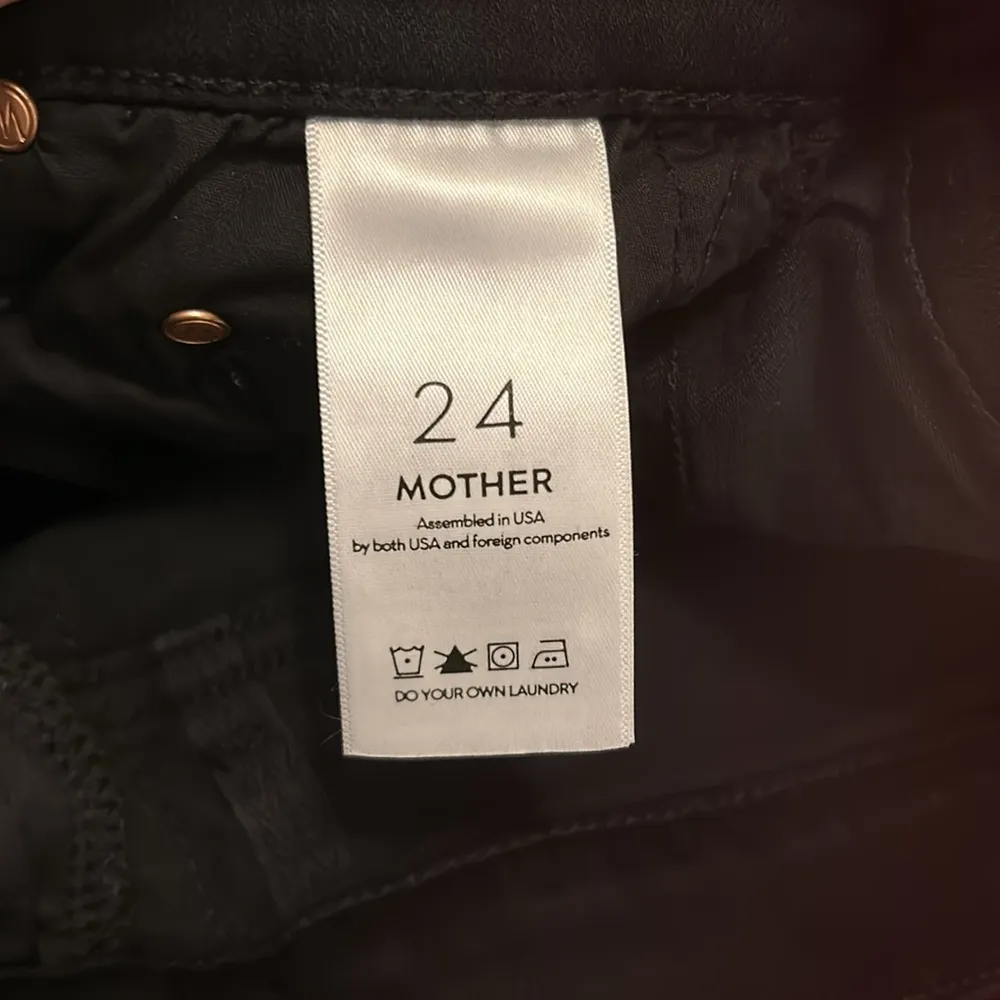 M
24
MOTHER
Assembled in USA
by both USA and foreign components
DO YOUR OWN LAUNDRY